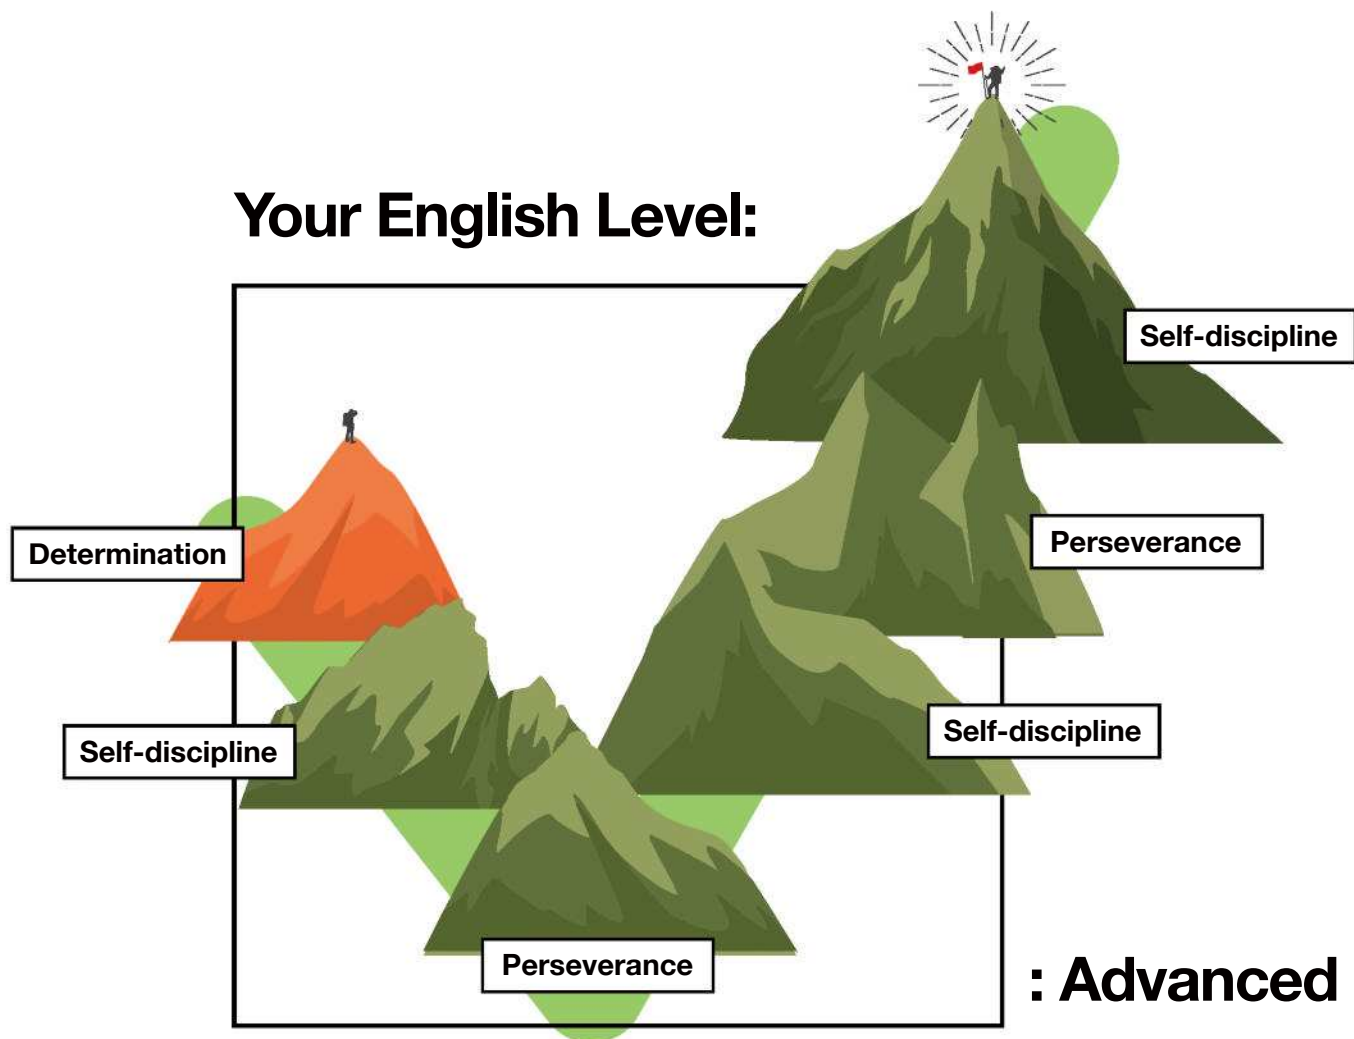 Your English Level:
Self-discipline
Determination
Perseverance
Self-discipline
Self-discipline
Perseverance
: Advanced